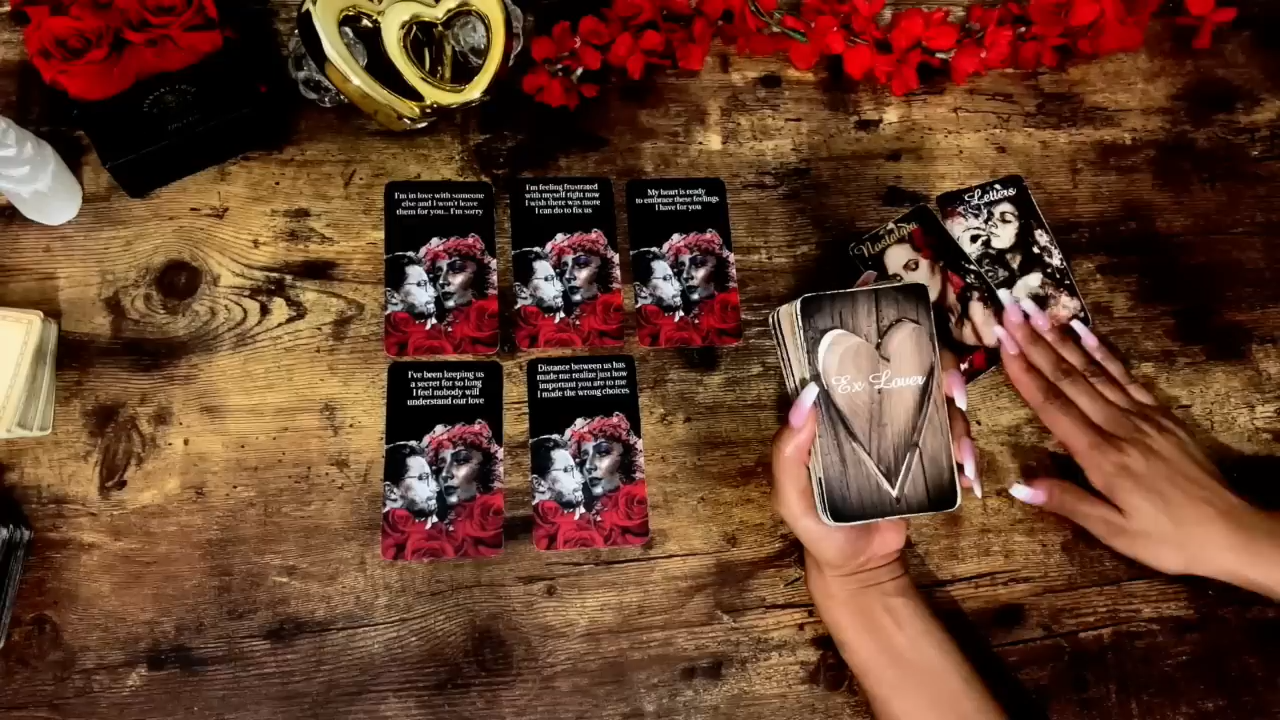 I'm in love with someone
else and I won't leave
them for you.. I'm sorry
I'm feeling frustrated
with myself right now
I wish there was more
I can do to fix us
My heart is ready
to embrace these feelings
I have for you
Letters
Nostalgia
Ex Lover
I've been keeping us
a secret for so long
I feel nobody will
understand our love
Distance between us has
made me realize just how
important you are to me
I made the wrong choices